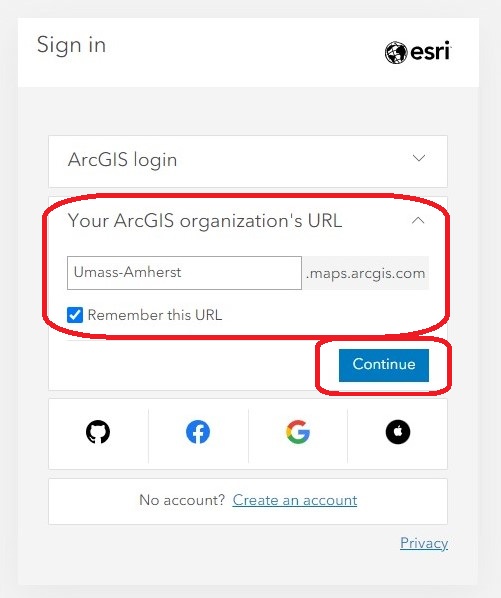 Sign in
esri
ArcGIS login
Your ArcGIS organization's URL
Umass-Amherst .maps.arcgis.com
Remember this URL
Continue
No account? Create an account
Privacy